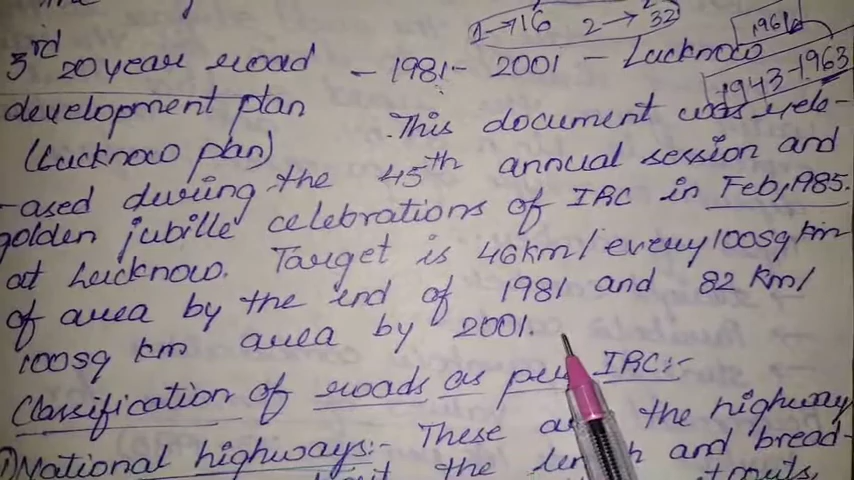 1→16 2→32
1961
3rd 20 year road - 1981- 2001 - Lucknow
1943-1963
development plan
This document was rele-
(Lucknow plan)
-ased during the 45th annual session and
golden jubille celebrations of IRC in Feb, 1985.
at Lucknow. Target is 46km/every100sq km
of area by the end of 1981 and 82 km/
100sq km area by 2001.
Classification of roads as per IRC:-
1) National highways:- These are the highway
the length and bread-